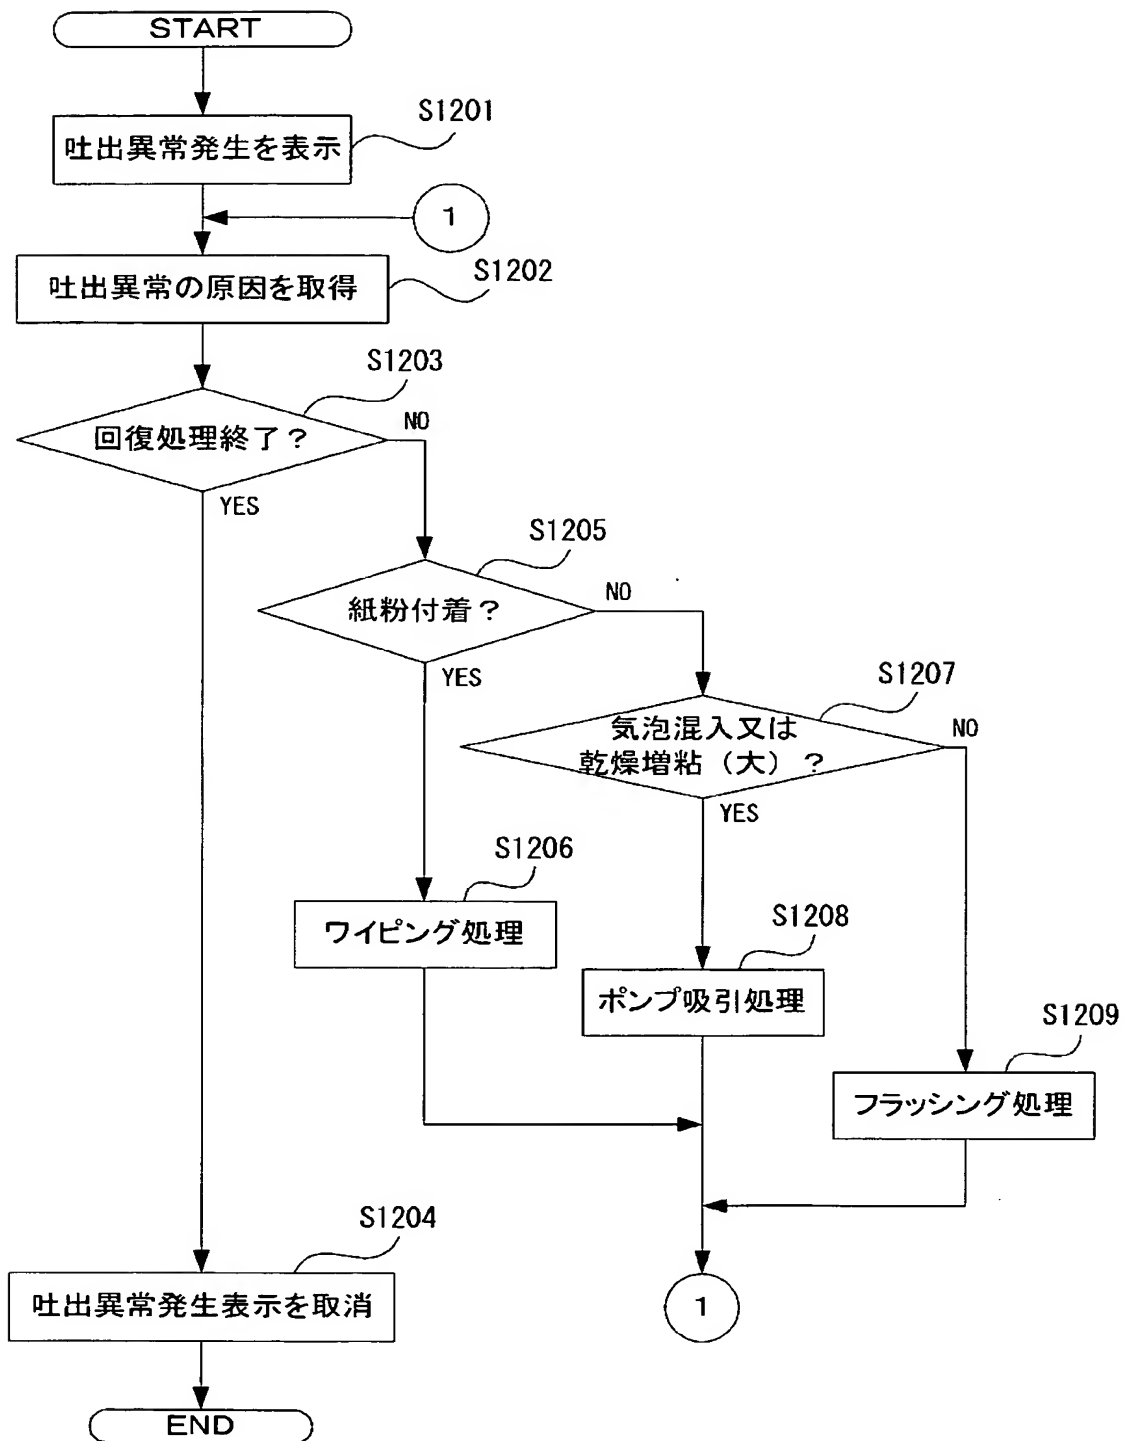 START
S1201
吐出異常発生を表示
1
S1202
吐出異常の原因を取得
S1203
回復処理終了？
NO
YES
S1205
紙粉付着？
NO
YES
S1207
気泡混入又は
乾燥増粘（大）？
NO
YES
S1206
ワイピング処理
S1208
ポンプ吸引処理
S1209
フラッシング処理
S1204
吐出異常発生表示を取消
1
END